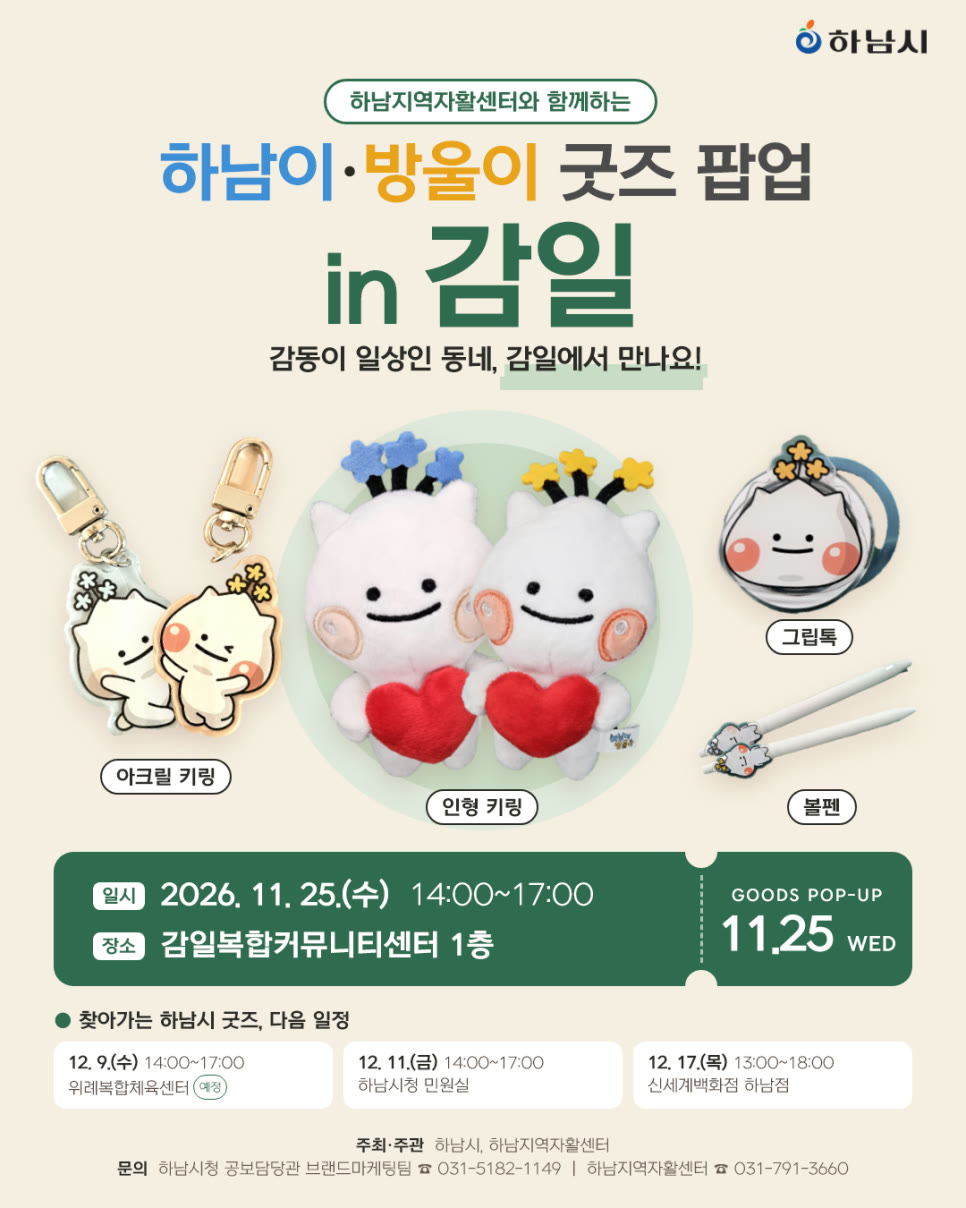 하남시
하남지역자활센터와 함께하는
하남이·방울이 굿즈 팝업
in 감일
감동이 일상인 동네, 감일에서 만나요!
그립톡
아크릴 키링
인형 키링
볼펜
일시 2026. 11. 25.(수) 14:00~17:00
장소 감일복합커뮤니티센터 1층
GOODS POP-UP
11.25 WED
● 찾아가는 하남시 굿즈, 다음 일정
12. 9.(수) 14:00~17:00
위례복합체육센터 예정
12. 11.(금) 14:00~17:00
하남시청 민원실
12. 17.(목) 13:00~18:00
신세계백화점 하남점
주최·주관 하남시, 하남지역자활센터
문의 하남시청 공보담당관 브랜드마케팅팀 ☎ 031-5182-1149 | 하남지역자활센터 ☎ 031-791-3660